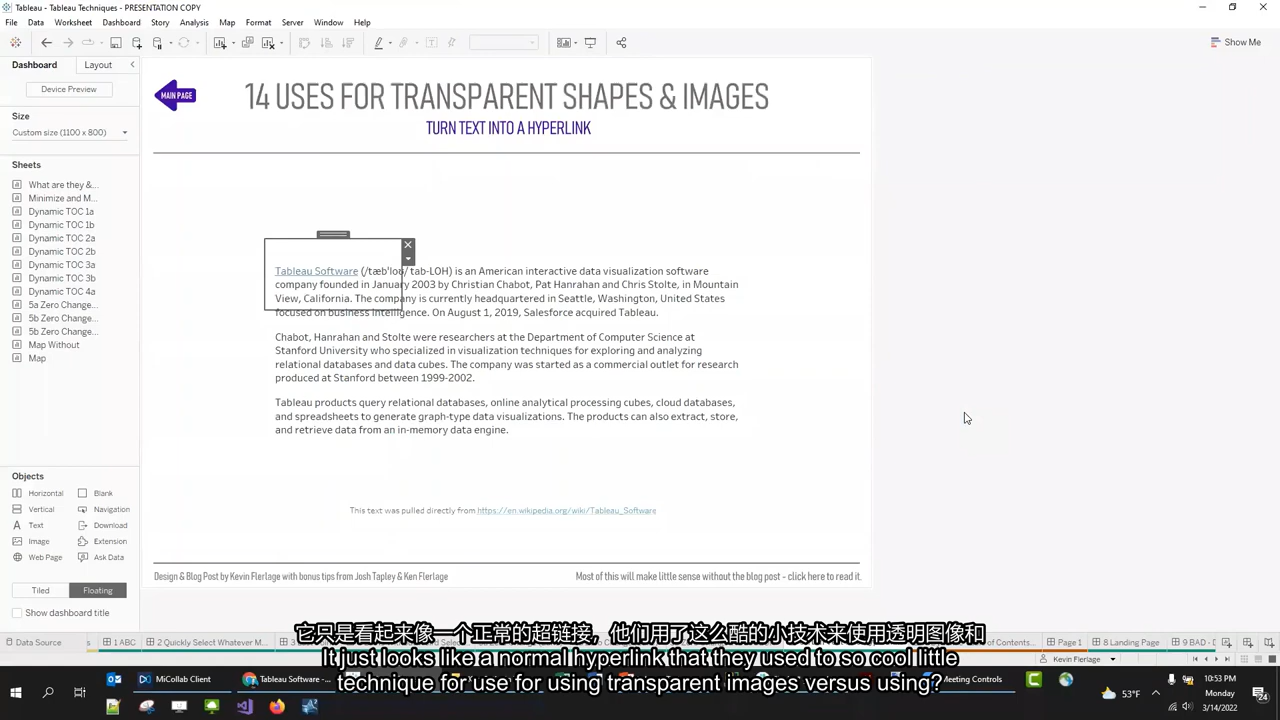 Tableau - Tableau Techniques - PRESENTATION COPY
File Data Worksheet Dashboard Story Analysis Map Format Server Window Help
Show Me
Dashboard Layout
Device Preview
Size
Custom size (1100 x 800)
Sheets
What are they &...
Minimize and M...
Dynamic TOC 1a
Dynamic TOC 1b
Dynamic TOC 2a
Dynamic TOC 2b
Dynamic TOC 3a
Dynamic TOC 3b
Dynamic TOC 4a
5a Zero Change...
5b Zero Change...
5b Zero Change...
Map Without
Map
Objects
Horizontal Blank
Vertical Navigation
Text Download
Image Extension
Web Page Ask Data
Tiled Floating
Show dashboard title
MAIN PAGE
14 USES FOR TRANSPARENT SHAPES & IMAGES
TURN TEXT INTO A HYPERLINK
Tableau Software (/tæbˈloʊ/ tab-LOH) is an American interactive data visualization software
company founded in January 2003 by Christian Chabot, Pat Hanrahan and Chris Stolte, in Mountain
View, California. The company is currently headquartered in Seattle, Washington, United States
focused on business intelligence. On August 1, 2019, Salesforce acquired Tableau.
Chabot, Hanrahan and Stolte were researchers at the Department of Computer Science at
Stanford University who specialized in visualization techniques for exploring and analyzing
relational databases and data cubes. The company was started as a commercial outlet for research
produced at Stanford between 1999-2002.
Tableau products query relational databases, online analytical processing cubes, cloud databases,
and spreadsheets to generate graph-type data visualizations. The products can also extract, store,
and retrieve data from an in-memory data engine.
This text was pulled directly from https://en.wikipedia.org/wiki/Tableau_Software
Design & Blog Post by Kevin Flerlage with bonus tips from Josh Tapley & Ken Flerlage
Most of this will make little sense without the blog post - click here to read it.
Data Source 1 ABC 2 Quickly Select Whatever M... of Contents... Page 1 8 Landing Page 9 BAD -
它只是看起来像一个正常的超链接，他们用了这么酷的小技术来使用透明图像和
It just looks like a normal hyperlink that they used to so cool little
technique for use for using transparent images versus using?
Kevin Flerlage
MiCollab Client Tableau Software -... Meeting Controls
53°F
10:53 PM
Monday
3/14/2022
24